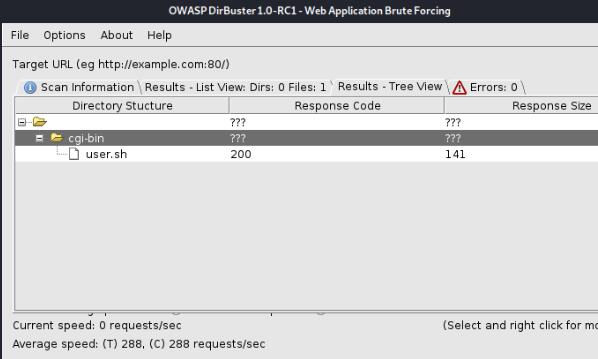 OWASP DirBuster 1.0-RC1 - Web Application Brute Forcing
File Options About Help
Target URL (eg http://example.com:80/)
Scan Information Results - List View: Dirs: 0 Files: 1 Results - Tree View Errors: 0
Directory Stucture Response Code Response Size
??? ???
cgi-bin ??? ???
user.sh 200 141
Current speed: 0 requests/sec (Select and right click for mo
Average speed: (T) 288, (C) 288 requests/sec